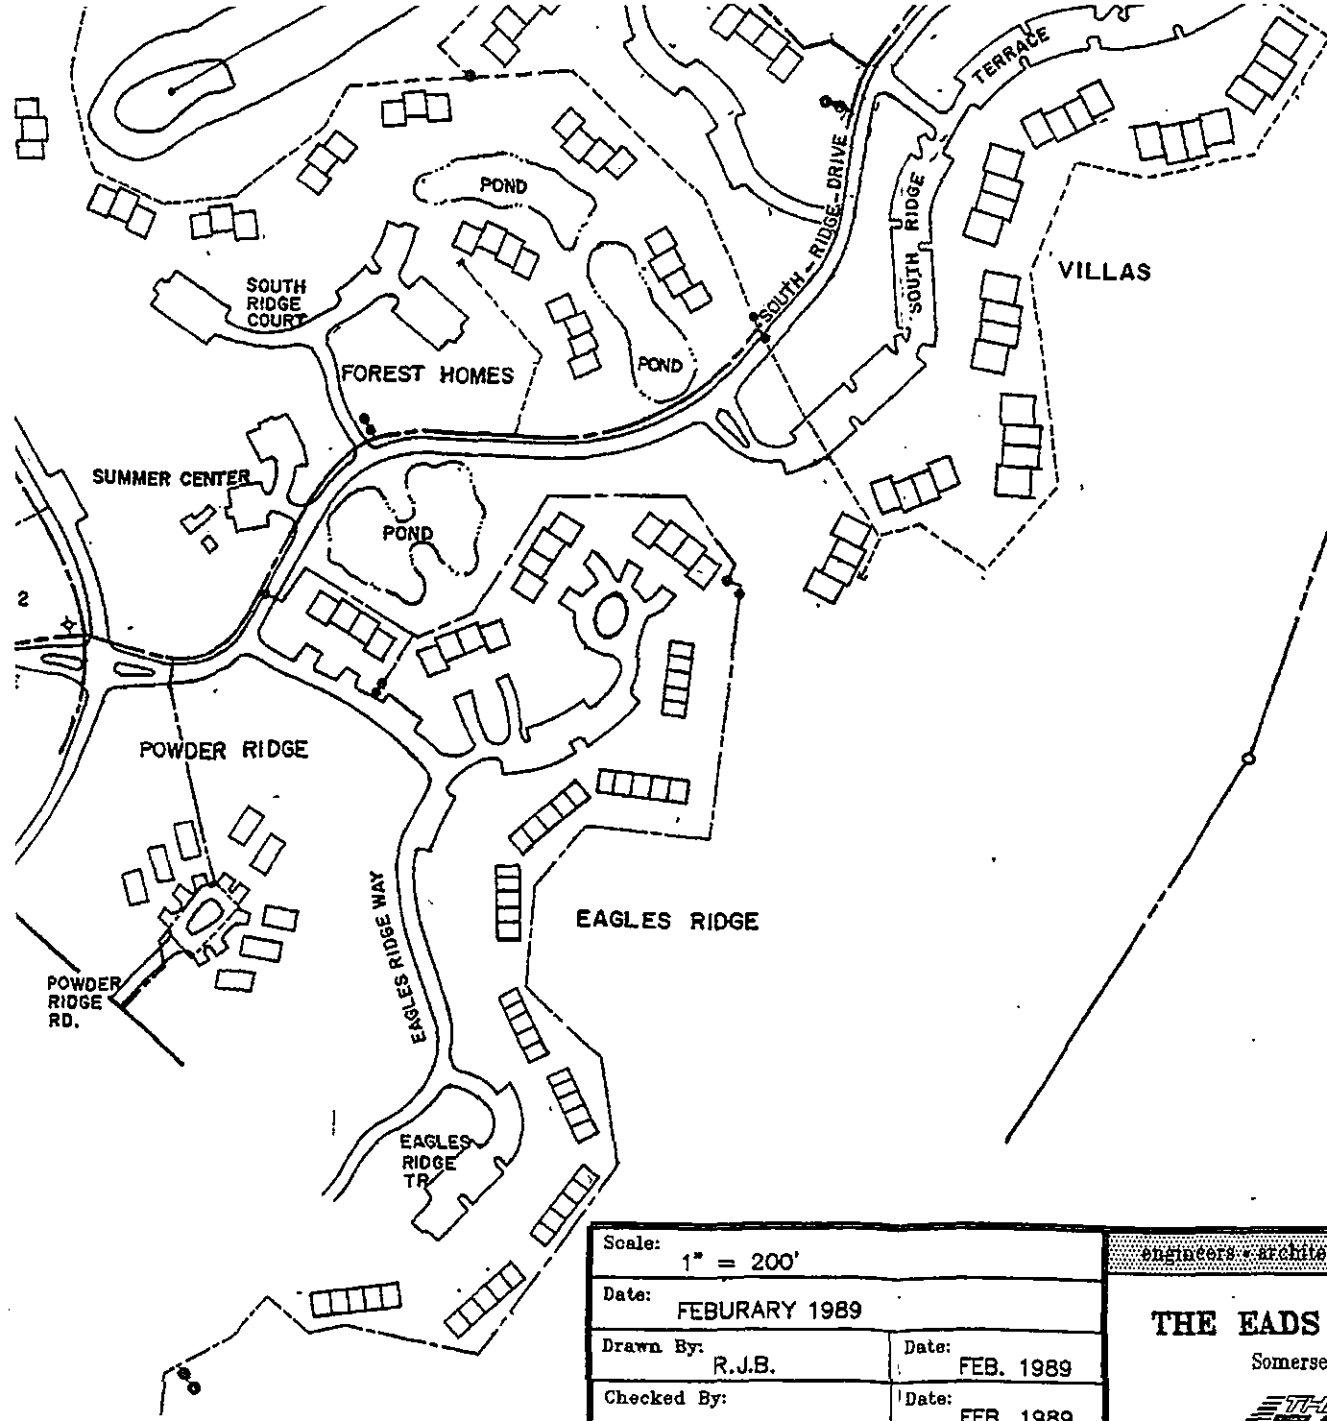 TERRACE
SOUTH-RIDGE-DRIVE
SOUTH RIDGE
POND
VILLAS
SOUTH
RIDGE
COURT
POND
FOREST HOMES
SUMMER CENTER
POND
2
POWDER RIDGE
EAGLES RIDGE WAY
EAGLES RIDGE
POWDER
RIDGE
RD.
EAGLES
RIDGE
TR.
Scale: 1" = 200'
Date: FEBURARY 1989
Drawn By: R.J.B.
Date: FEB. 1989
Checked By:
Date: FEB. 1989
engineers • archite
THE EADS
Somerse